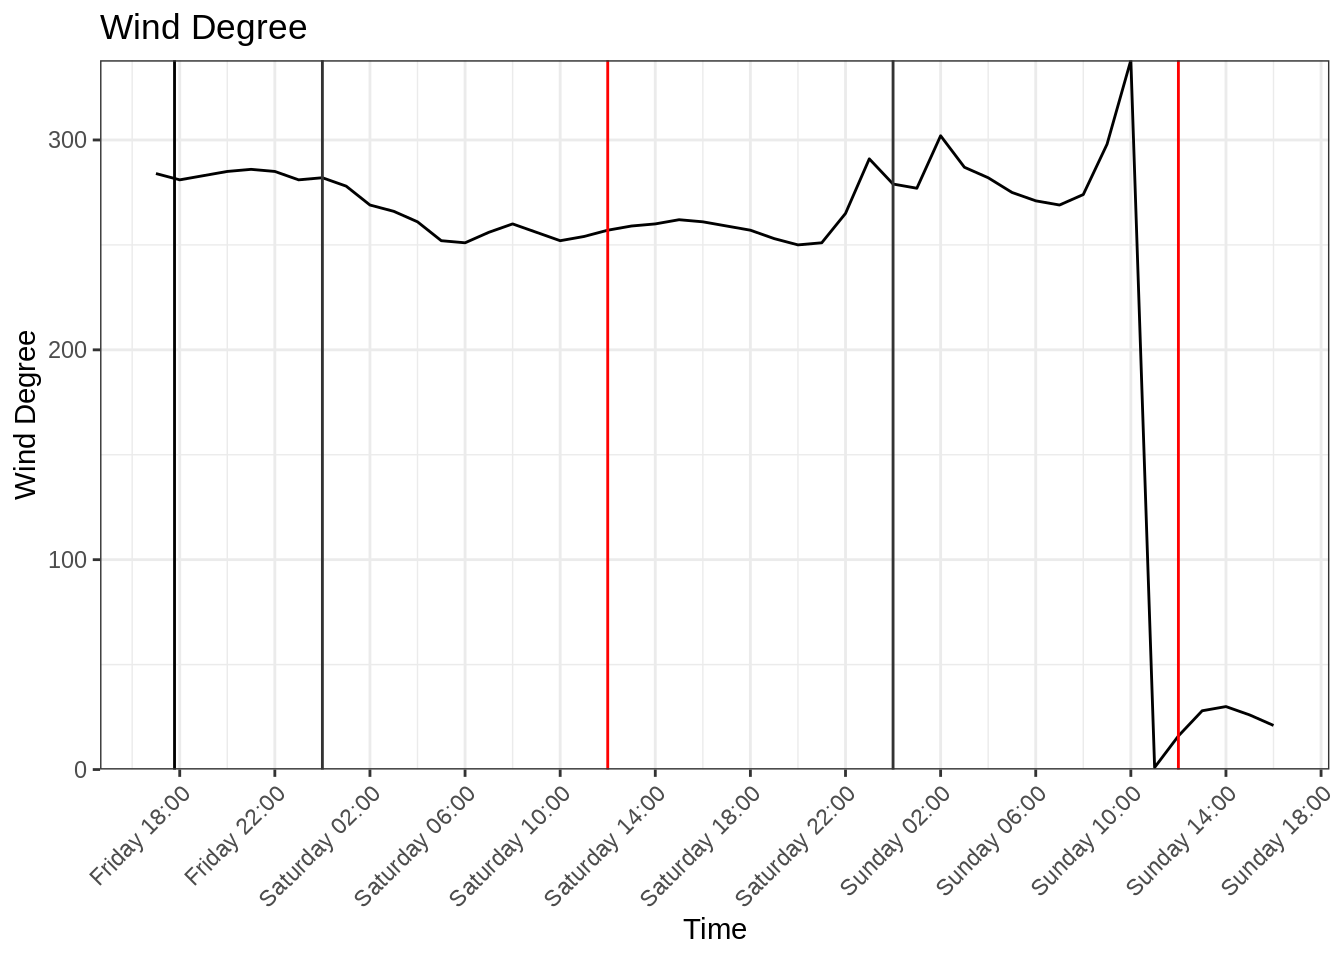 Wind Degree
Wind Degree
300
200
100
0
Friday 18:00
Friday 22:00
Saturday 02:00
Saturday 06:00
Saturday 10:00
Saturday 14:00
Saturday 18:00
Saturday 22:00
Sunday 02:00
Sunday 06:00
Sunday 10:00
Sunday 14:00
Sunday 18:00
Time